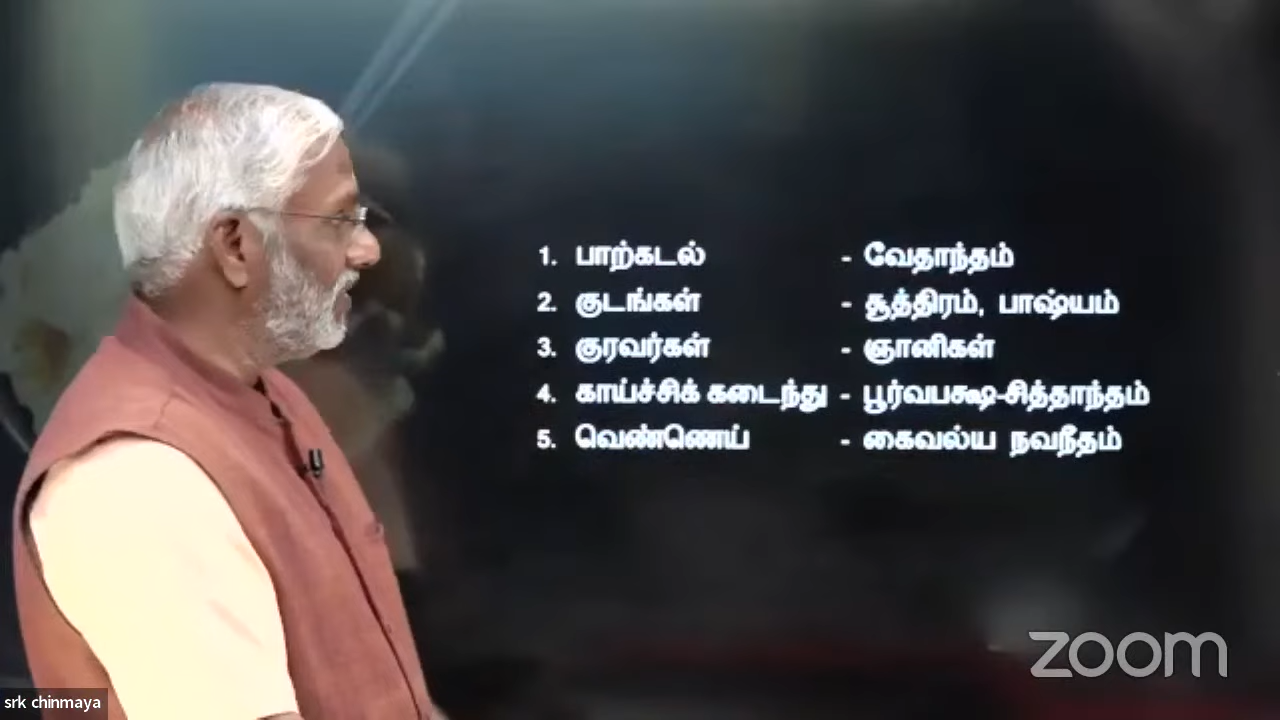 1. பாற்கடல் - வேதாந்தம்
2. குடங்கள் - சூத்திரம், பாஷ்யம்
3. குரவர்கள் - ஞானிகள்
4. காய்ச்சிக் கடைந்து - பூர்வபக்ஷ-சித்தாந்தம்
5. வெண்ணெய் - கைவல்ய நவநீதம்
zoom
srk chinmaya